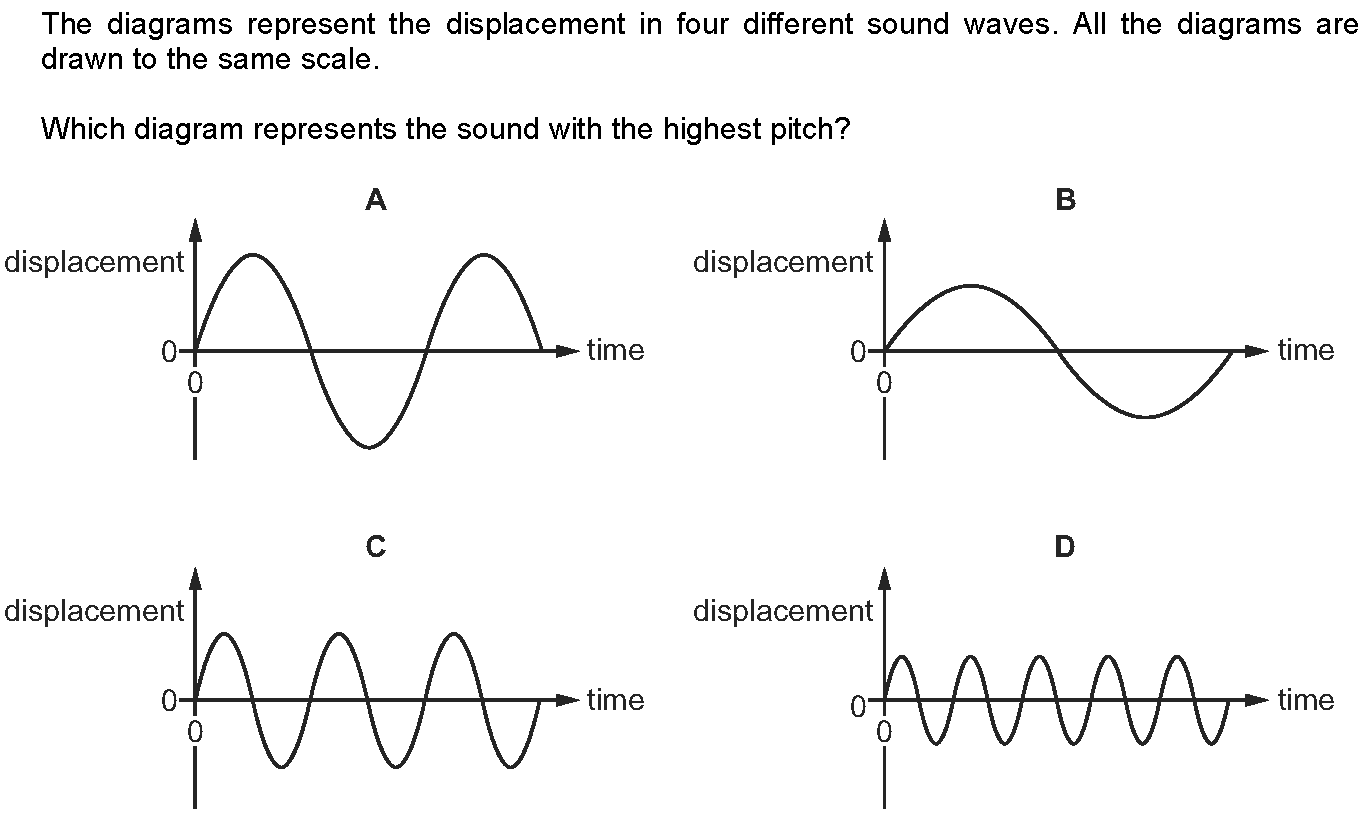 The diagrams represent the displacement in four different sound waves. All the diagrams are
drawn to the same scale.
Which diagram represents the sound with the highest pitch?
A
displacement
0
0
time
B
displacement
0
0
time
C
displacement
0
0
time
D
displacement
0
0
time